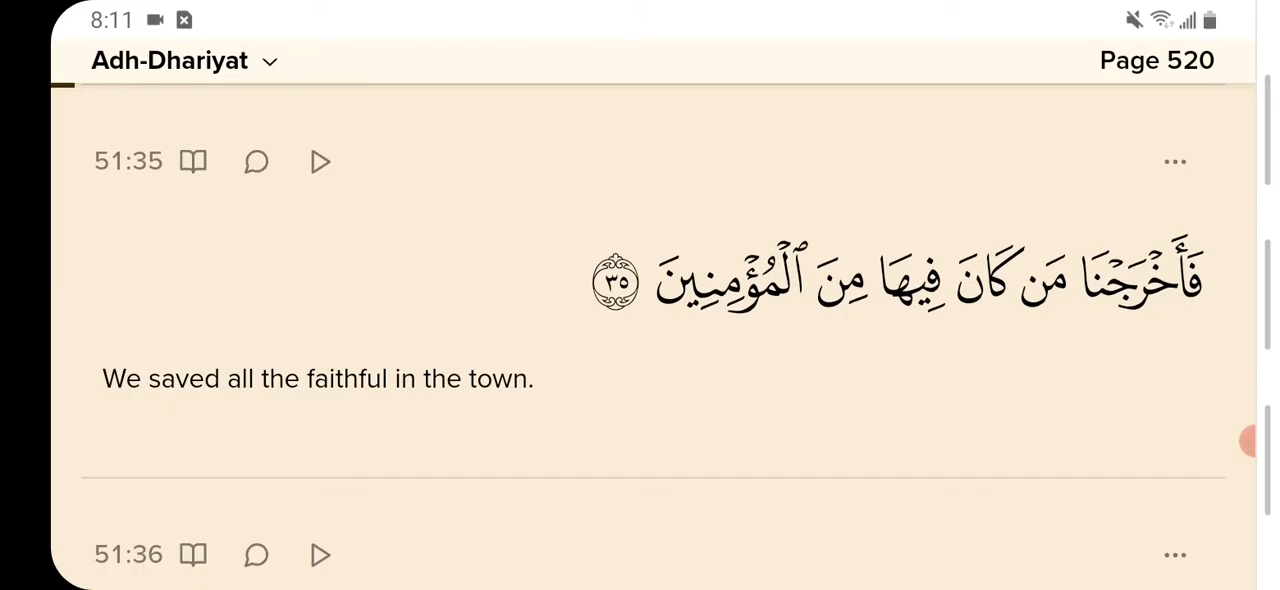 8:11
Adh-Dhariyat
Page 520
51:35
فَأَخْرَجْنَا مَن كَانَ فِيهَا مِنَ ٱلْمُؤْمِنِينَ ٣٥
We saved all the faithful in the town.
51:36